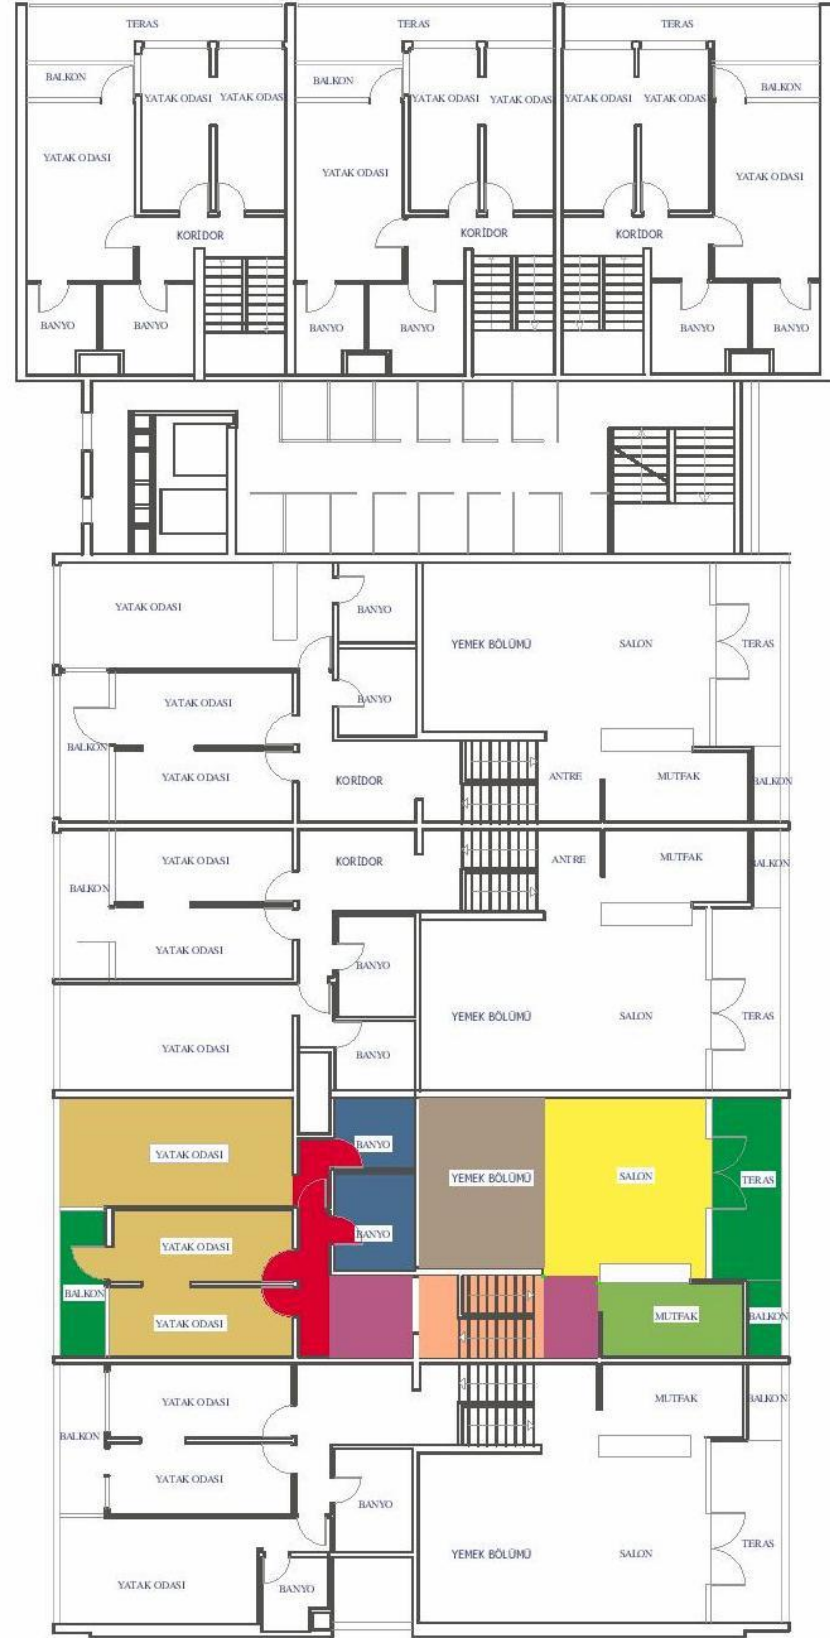 TERAS TERAS TERAS
BALKON BALKON BALKON
YATAK ODASI YATAK ODAS YATAK ODASI YATAK ODAS YATAK ODASI YATAK ODAS
YATAK ODASI YATAK ODASI YATAK ODASI
KORİDOR KORİDOR KORİDOR
BANYO BANYO BANYO BANYO BANYO BANYO
YATAK ODASI BANYO
YEMEK BÖLÜMÜ SALON TERAS
YATAK ODASI BANYO
BALKON
YATAK ODASI KORİDOR ANTRE MUTFAK BALKON
YATAK ODASI KORİDOR ANTRE MUTFAK BALKON
BALKON
YATAK ODASI BANYO
YEMEK BÖLÜMÜ SALON TERAS
YATAK ODASI BANYO
YATAK ODASI BANYO
YEMEK BÖLÜMÜ SALON TERAS
YATAK ODASI BANYO
BALKON
YATAK ODASI MUTFAK BALKON
YATAK ODASI MUTFAK BALKON
BALKON
YATAK ODASI BANYO
YEMEK BÖLÜMÜ SALON TERAS
YATAK ODASI BANYO